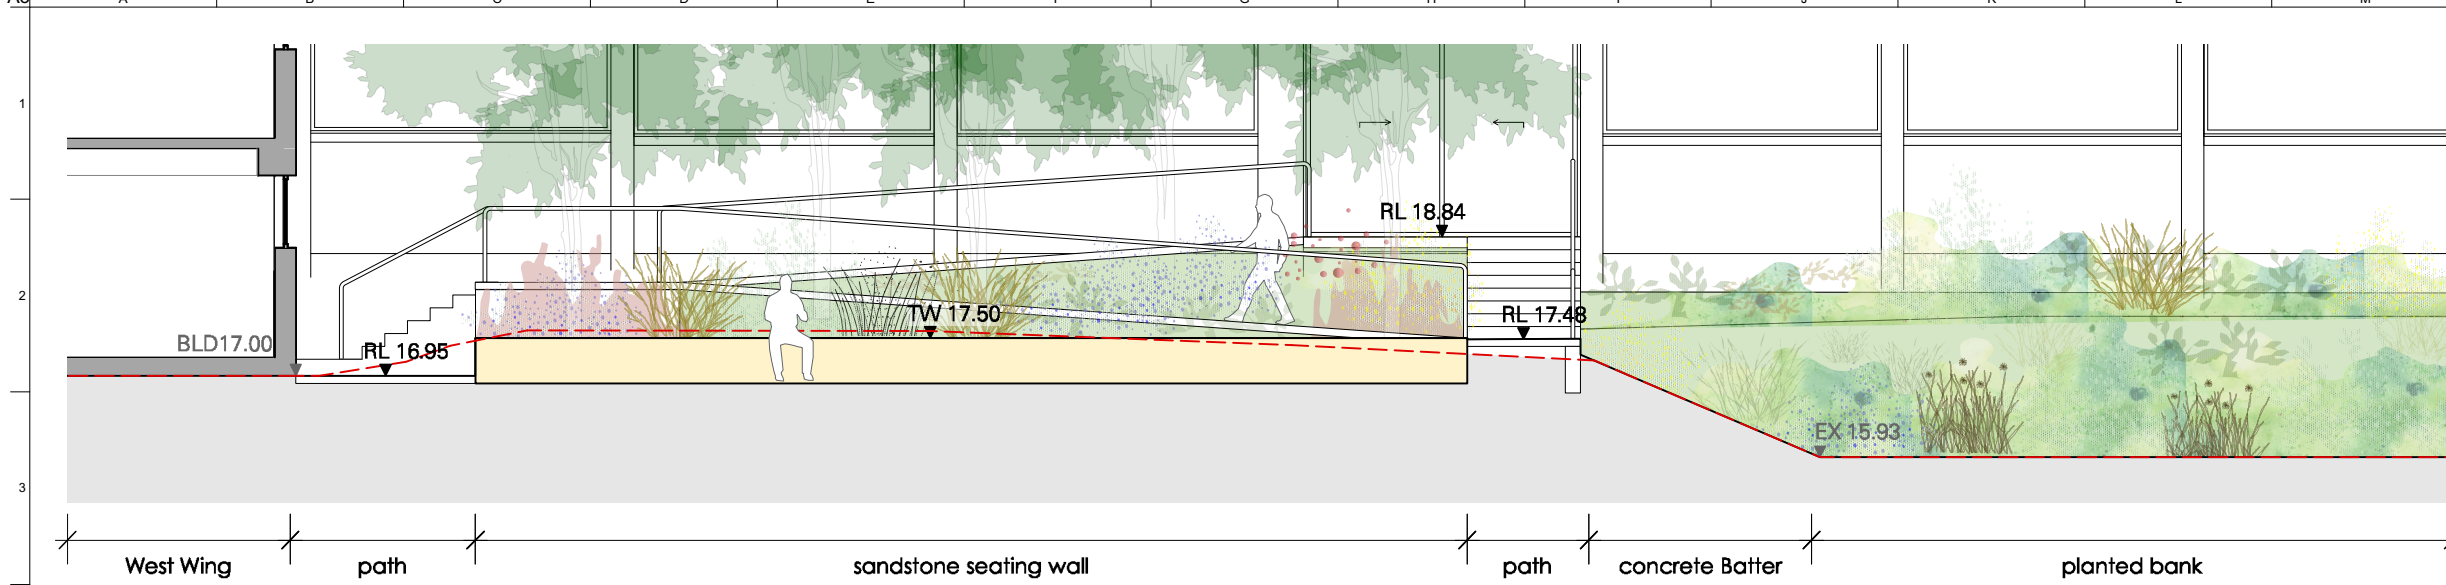 1
2
3
RL 18.84
TW 17.50
RL 17.48
BLD17.00
RL 16.95
EX 15.93
West Wing
path
sandstone seating wall
path
concrete Batter
planted bank